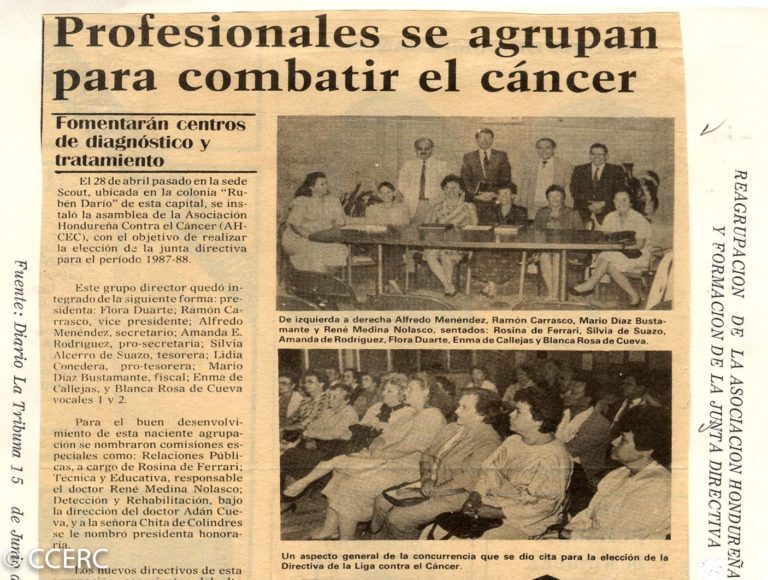 Profesionales se agrupan
para combatir el cáncer
Fomentarán centros
de diagnóstico y
tratamiento
El 28 de abril pasado en la sede
Scout, ubicada en la colonia "Ru-
bén Darío" de esta capital, se ins-
taló la asamblea de la Asociación
Hondureña Contra el Cáncer (AH-
CEC), con el objetivo de realizar
la elección de la junta directiva
para el período 1987-88.
Este grupo director quedó in-
tegrado de la siguiente forma: pre-
sidenta: Flora Duarte; Ramón Ca-
rrasco, vice presidente; Alfredo
Menéndez, secretario; Amanda E.
Rodríguez, pro-secretaria; Silvia
Alcerro de Suazo, tesorera; Lidia
Conedera, pro-tesorera; Mario
Díaz Bustamante, fiscal; Enma de
Callejas, y Blanca Rosa de Cueva
vocales 1 y 2.
Para el buen desenvolvi-
miento de esta naciente agrupa-
ción se nombraron comisiones es-
peciales como: Relaciones Públi-
cas, a cargo de Rosina de Ferrari;
Técnica y Educativa, responsable
el doctor René Medina Nolasco;
Detección y Rehabilitación, bajo
la dirección del doctor Adán Cue-
va, y a la señora Chita de Colindres
se le nombró presidenta hono-
raria.
Los nuevos directivos de esta
De izquierda a derecha Alfredo Menéndez, Ramón Carrasco, Mario Díaz Busta-
mante y René Medina Nolasco, sentados: Rosina de Ferrari, Silvia de Suazo,
Amanda de Rodríguez, Flora Duarte, Enma de Callejas y Blanca Rosa de Cueva.
Un aspecto general de la concurrencia que se dio cita para la elección de la
Directiva de la Liga contra el Cáncer.
REAGRUPACION DE LA ASOCIACION HONDUREÑA
Y FORMACION DE LA JUNTA DIRECTIVA
Fuente: Diario La Tribuna 15 de Junio
© CCERC